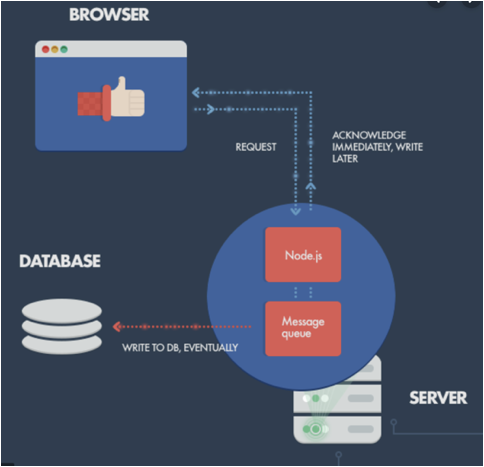 BROWSER
REQUEST
ACKNOWLEDGE
IMMEDIATELY, WRITE
LATER
Node.js
DATABASE
Message
queue
WRITE TO DB, EVENTUALLY
SERVER